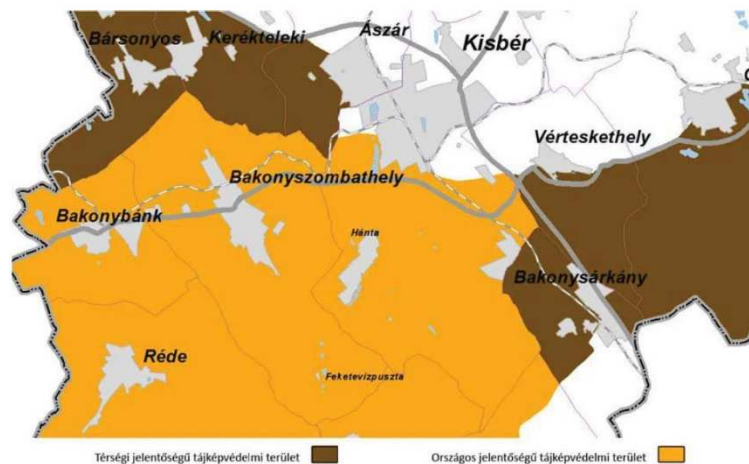 Bársonyos
Kerékteleki
Ászár
Kisbér
Vérteskethely
Bakonyszombathely
Bakonybánk
Hánta
Bakonysárkány
Réde
Feketevízpuszta
Térségi jelentőségű tájképvédelmi terület
Országos jelentőségű tájképvédelmi terület